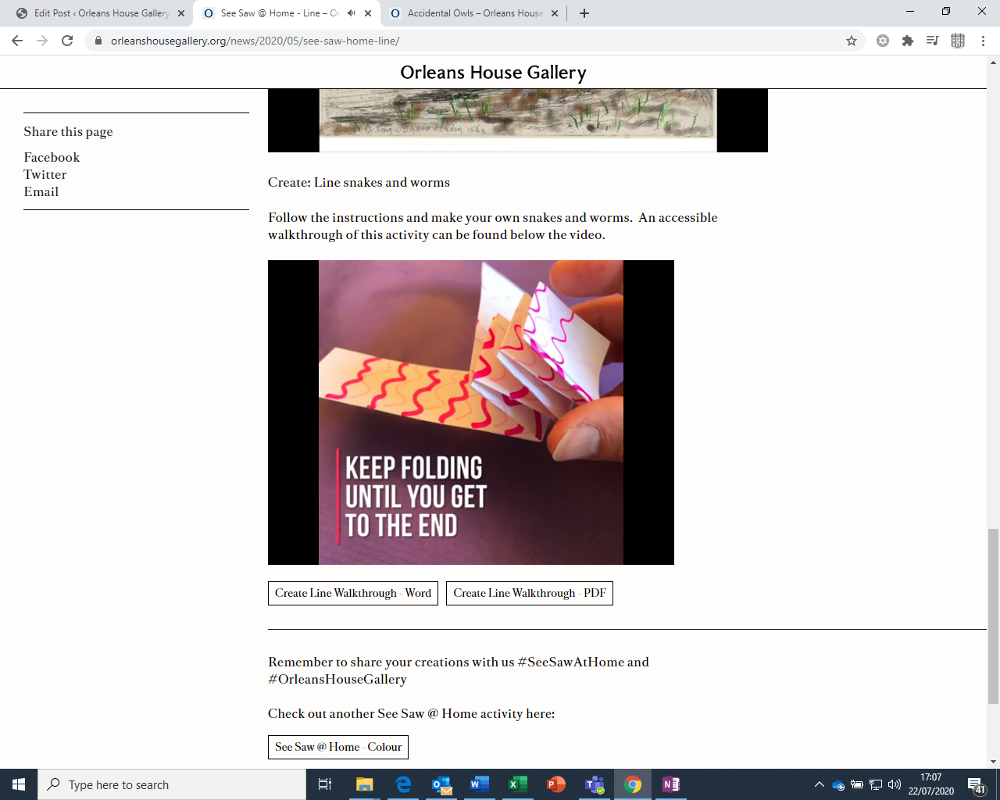 Edit Post ‹ Orleans House Gallery
See Saw @ Home - Line – Or
Accidental Owls – Orleans House
orleanshousegallery.org/news/2020/05/see-saw-home-line/
Orleans House Gallery
Share this page
Facebook
Twitter
Email
Create: Line snakes and worms
Follow the instructions and make your own snakes and worms. An accessible
walkthrough of this activity can be found below the video.
KEEP FOLDING
UNTIL YOU GET
TO THE END
Create Line Walkthrough - Word
Create Line Walkthrough - PDF
Remember to share your creations with us #SeeSawAtHome and
#OrleansHouseGallery
Check out another See Saw @ Home activity here:
See Saw @ Home - Colour
Type here to search
17:07
22/07/2020
41